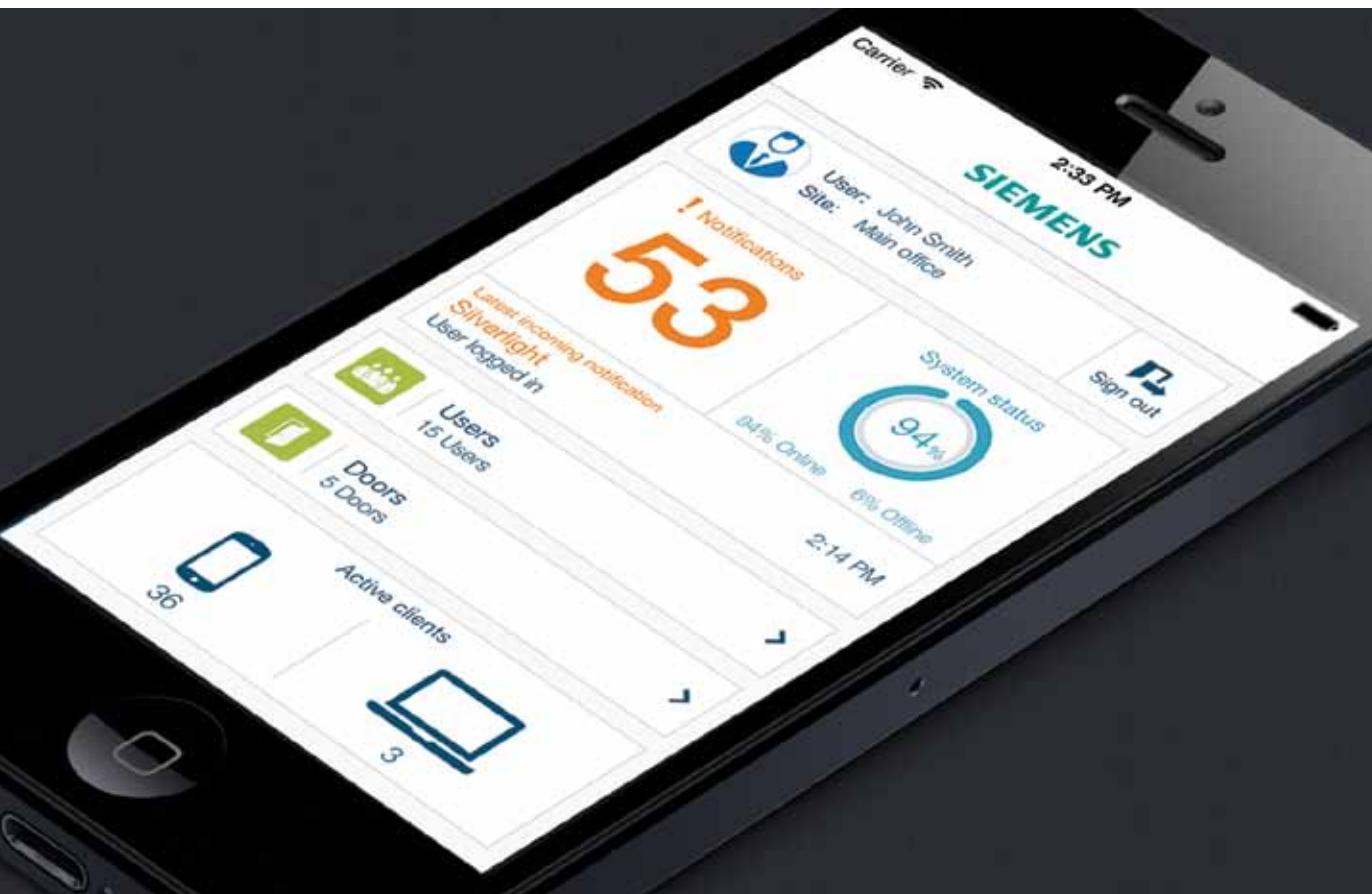 Carrier
2:33 PM
SIEMENS
User: John Smith
Site: Main office
Sign out
! Notifications
53
System status
94%
94% Online
6% Offline
Latest incoming notification
Silverlight
User logged in
2:14 PM
Users
15 Users
Doors
5 Doors
Active clients
36
3